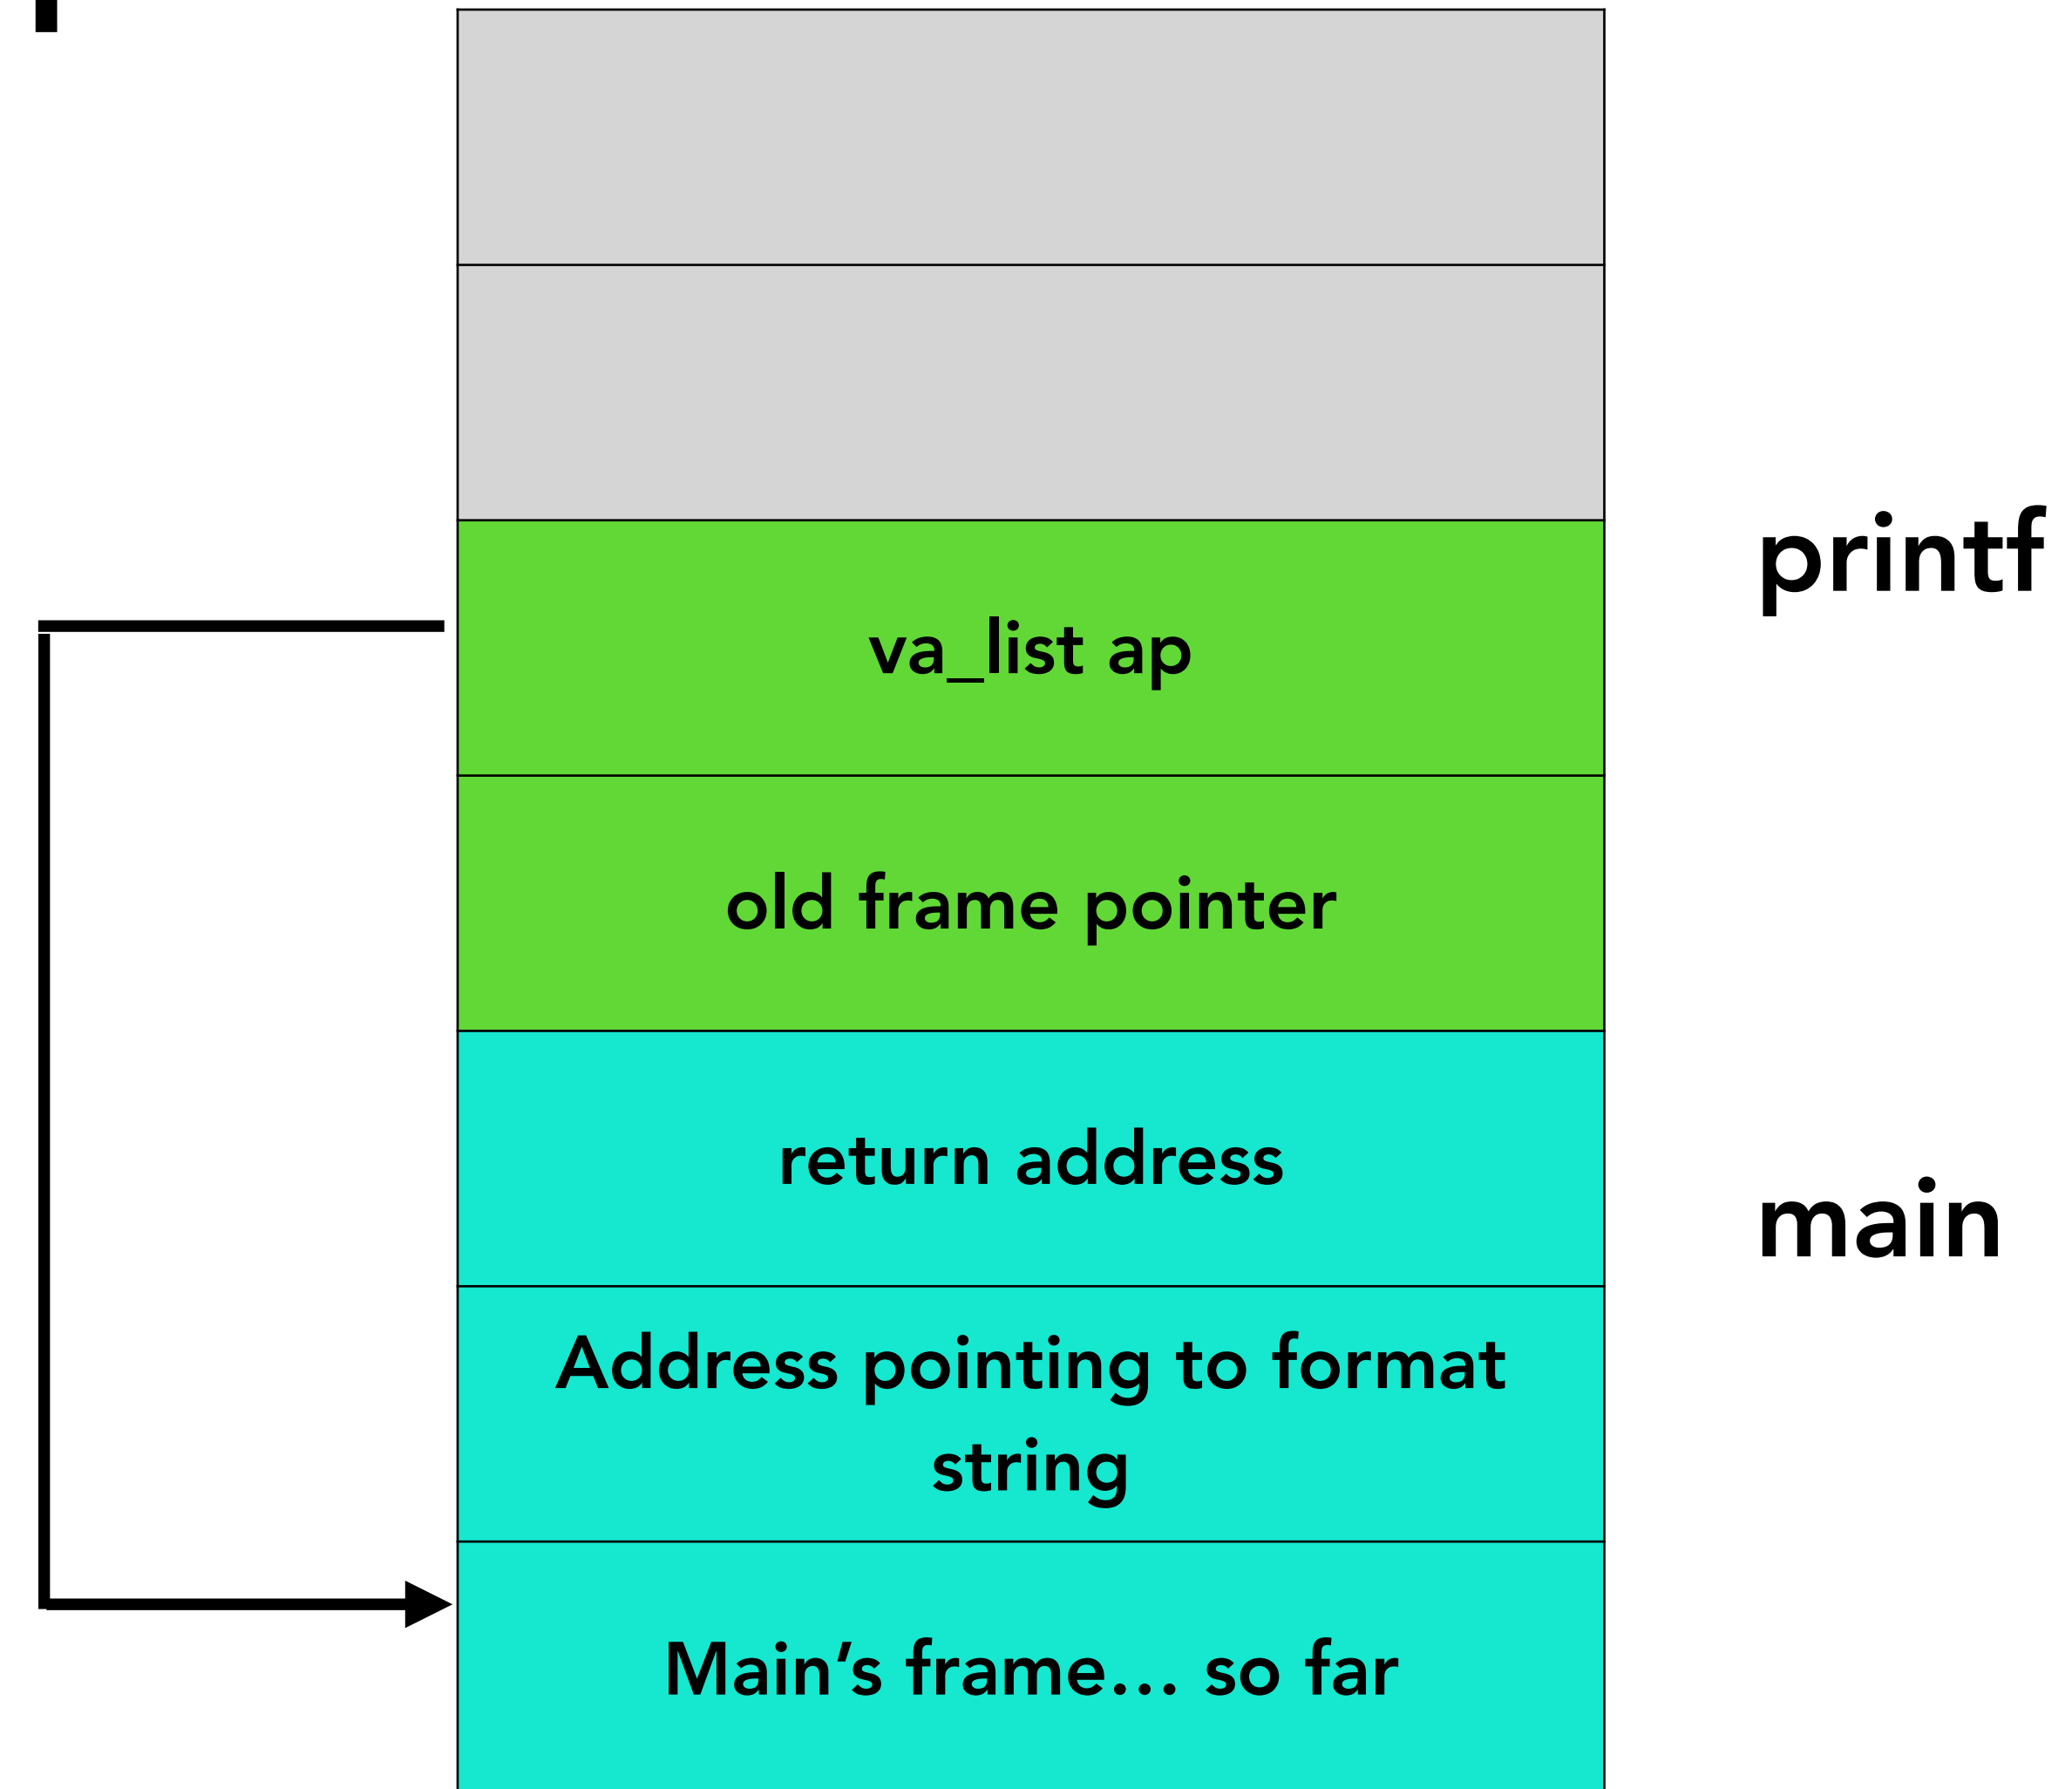 printf
va_list ap
old frame pointer
return address
main
Address pointing to format
string
Main’s frame… so far